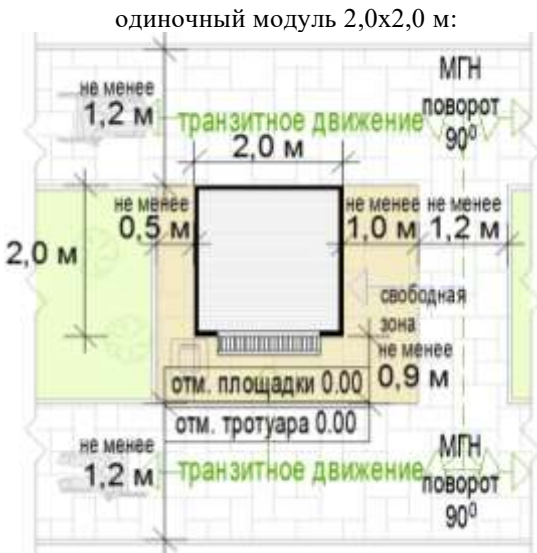 одиночный модуль 2,0х2,0 м:
МГН
не менее
1,2 м
транзитное движение
поворот
90⁰
2,0 м
не менее
0,5 м
не менее
1,0 м
не менее
1,2 м
2,0 м
свободная
зона
не менее
0,9 м
отм. площадки 0.00
отм. тротуара 0.00
не менее
1,2 м
транзитное движение
МГН
поворот
90⁰